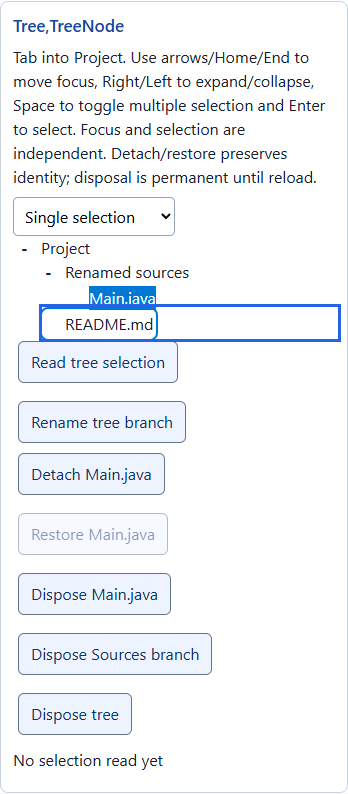 Tree,TreeNode
Tab into Project. Use arrows/Home/End to
move focus, Right/Left to expand/collapse,
Space to toggle multiple selection and Enter
to select. Focus and selection are
independent. Detach/restore preserves
identity; disposal is permanent until reload.
Single selection
- Project
- Renamed sources
Main.java
README.md
Read tree selection
Rename tree branch
Detach Main.java
Restore Main.java
Dispose Main.java
Dispose Sources branch
Dispose tree
No selection read yet